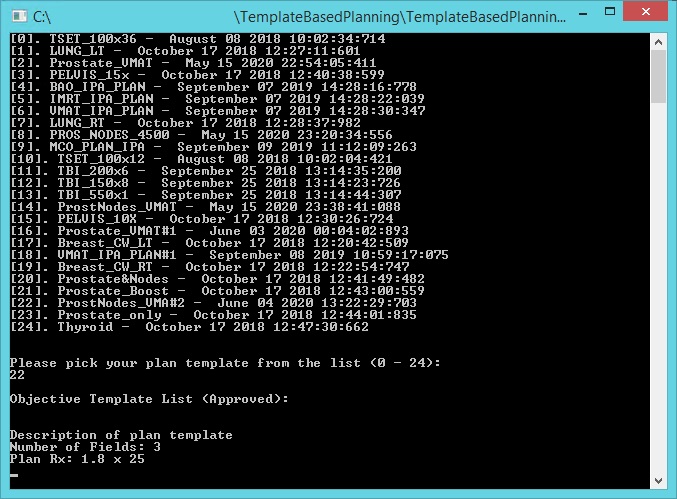 C:\ \TemplateBasedPlanning\TemplateBasedPlannin...
[0]. TSET_100x36 - August 08 2018 10:02:34:714
[1]. LUNG_LT - October 17 2018 12:27:11:601
[2]. Prostate_VMAT - May 15 2020 22:54:05:411
[3]. PELVIS_15x - October 17 2018 12:40:38:599
[4]. BAO_IPA_PLAN - September 07 2019 14:28:16:778
[5]. IMRT_IPA_PLAN - September 07 2019 14:28:22:039
[6]. VMAT_IPA_PLAN - September 07 2019 14:28:30:347
[7]. LUNG_RT - October 17 2018 12:28:37:982
[8]. PROS_NODES_4500 - May 15 2020 23:20:34:556
[9]. MCO_PLAN_IPA - September 09 2019 11:12:09:263
[10]. TSET_100x12 - August 08 2018 10:02:04:421
[11]. TBI_200x6 - September 25 2018 13:14:35:200
[12]. TBI_150x8 - September 25 2018 13:14:23:726
[13]. TBI_550x1 - September 25 2018 13:14:44:307
[14]. ProstNodes_VMAT - May 15 2020 23:38:41:088
[15]. PELVIS_10X - October 17 2018 12:30:26:724
[16]. Prostate_VMAT#1 - June 03 2020 00:04:02:893
[17]. Breast_CW_LT - October 17 2018 12:20:42:509
[18]. VMAT_IPA_PLAN#1 - September 08 2019 10:59:17:075
[19]. Breast_CW_RT - October 17 2018 12:22:54:747
[20]. Prostate&Nodes - October 17 2018 12:41:49:482
[21]. Prostate_Boost - October 17 2018 12:43:00:559
[22]. ProstNodes_VMA#2 - June 04 2020 13:22:29:703
[23]. Prostate_only - October 17 2018 12:44:01:835
[24]. Thyroid - October 17 2018 12:47:30:662
Please pick your plan template from the list (0 - 24):
22
Objective Template List (Approved):
Description of plan template
Number of Fields: 3
Plan Rx: 1.8 x 25